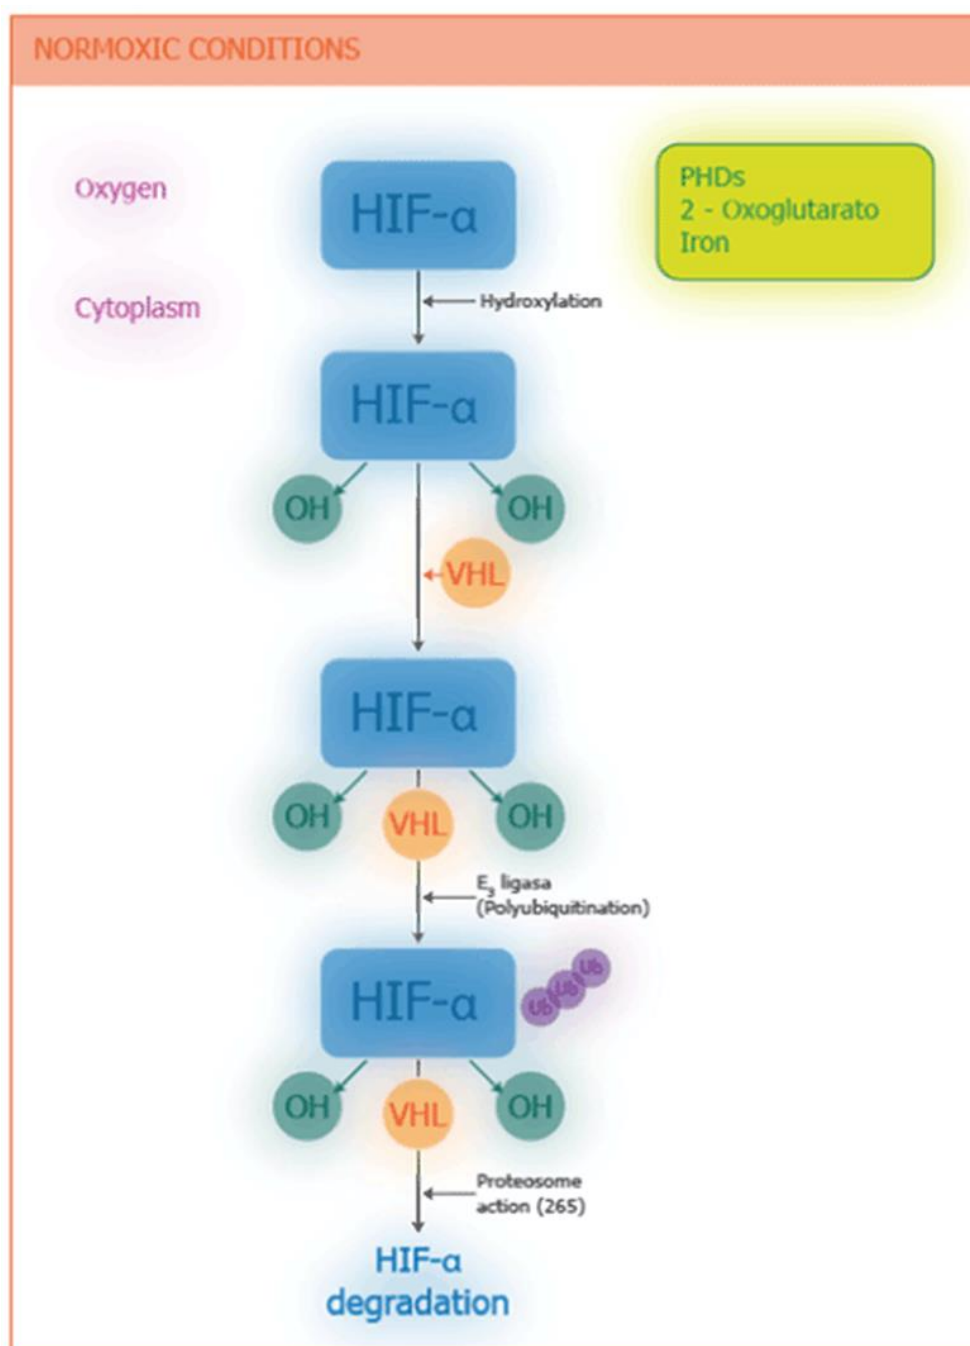 NORMOXIC CONDITIONS
Oxygen
HIF-α
PHDs
2 - Oxoglutarato
Iron
Cytoplasm
Hydroxylation
HIF-α
OH
OH
VHL
HIF-α
OH
VHL
OH
E3 ligasa
(Polyubiquitination)
HIF-α
Ub
Ub
Ub
OH
VHL
OH
Proteosome
action (265)
HIF-α
degradation